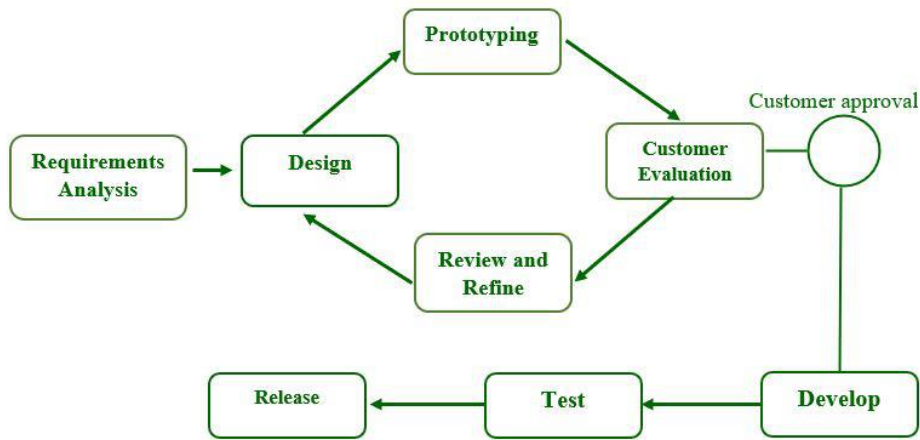 Prototyping
Customer approval
Requirements
Analysis
Design
Customer
Evaluation
Review and
Refine
Release
Test
Develop